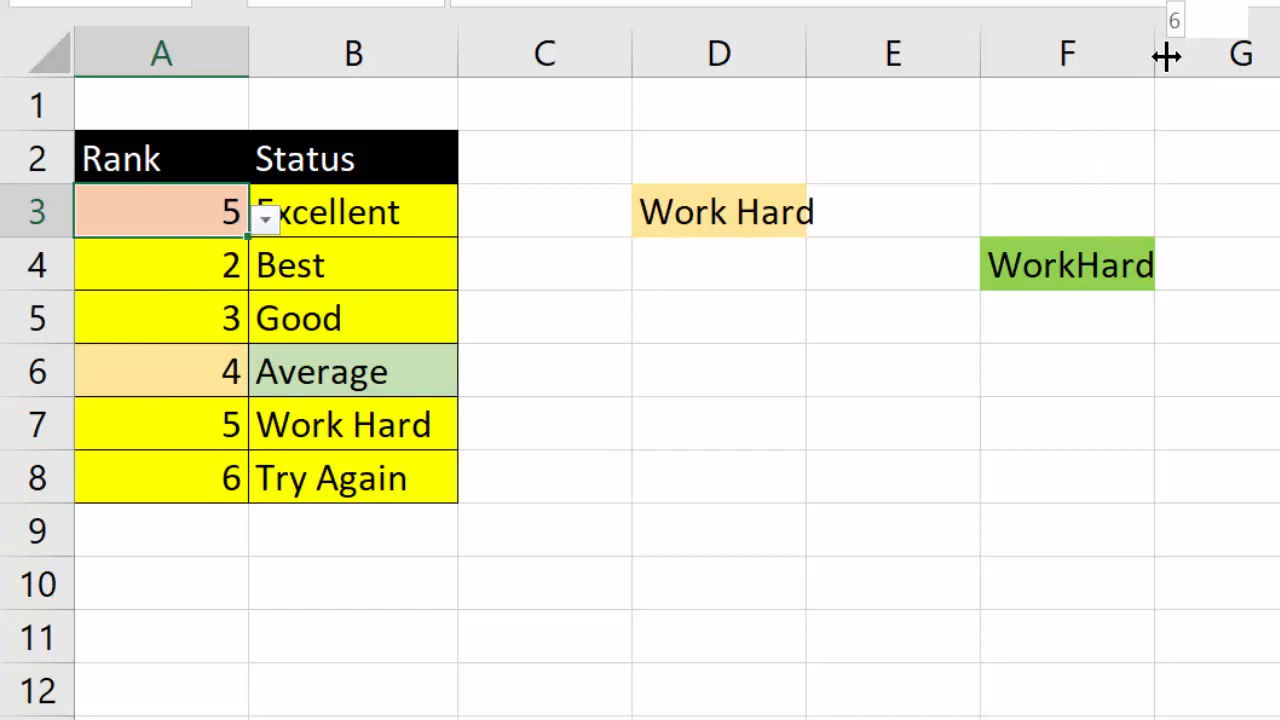 6
A B C D E F G
1
2 Rank Status
3 5 Excellent Work Hard
4 2 Best WorkHard
5 3 Good
6 4 Average
7 5 Work Hard
8 6 Try Again
9
10
11
12